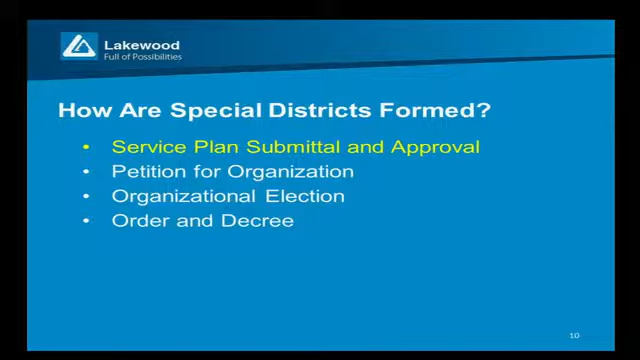 Lakewood
Full of Possibilities
How Are Special Districts Formed?
• Service Plan Submittal and Approval
• Petition for Organization
• Organizational Election
• Order and Decree
10